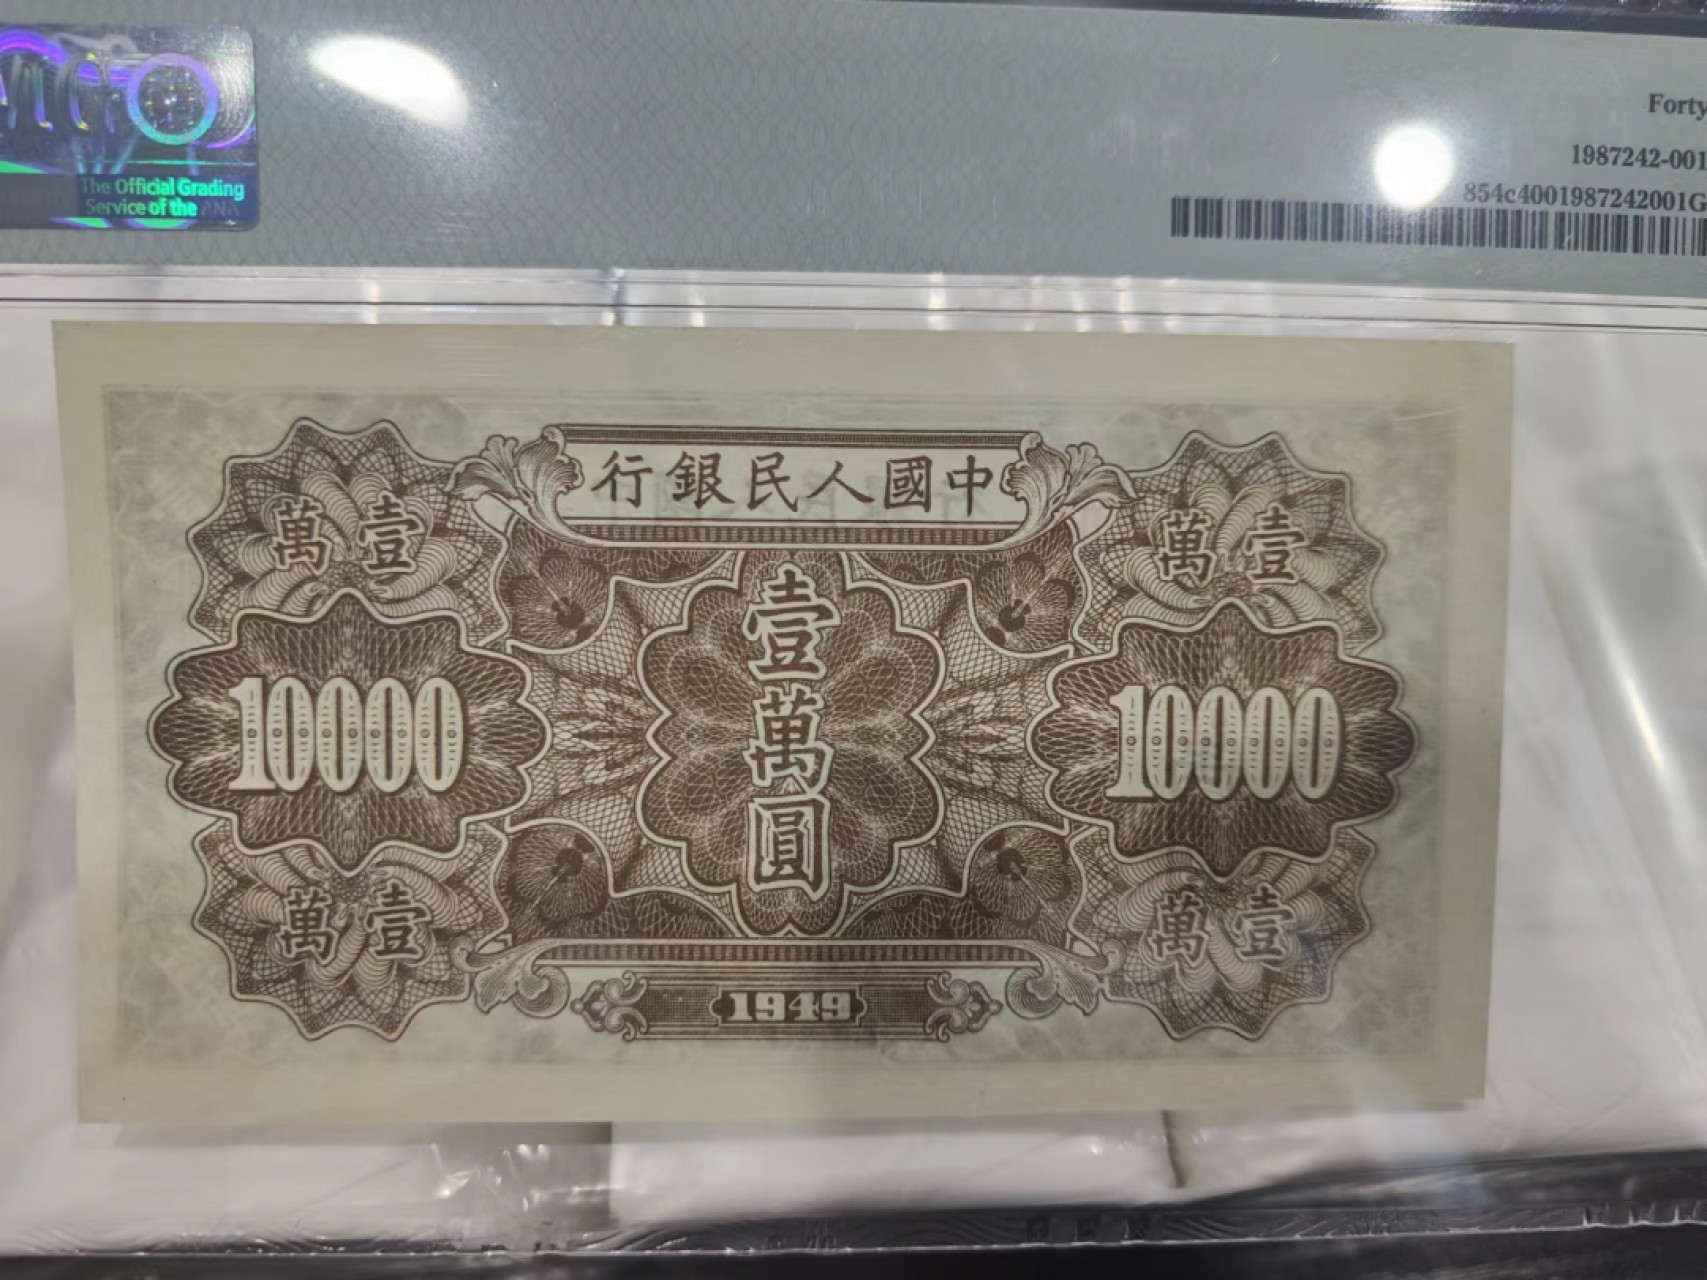 The Official Grading
Service of the ANA
Forty
1987242-001
854c4001987242001G
中國人民銀行
壹萬
壹萬
壹萬圓
10000
10000
壹萬
壹萬
1949